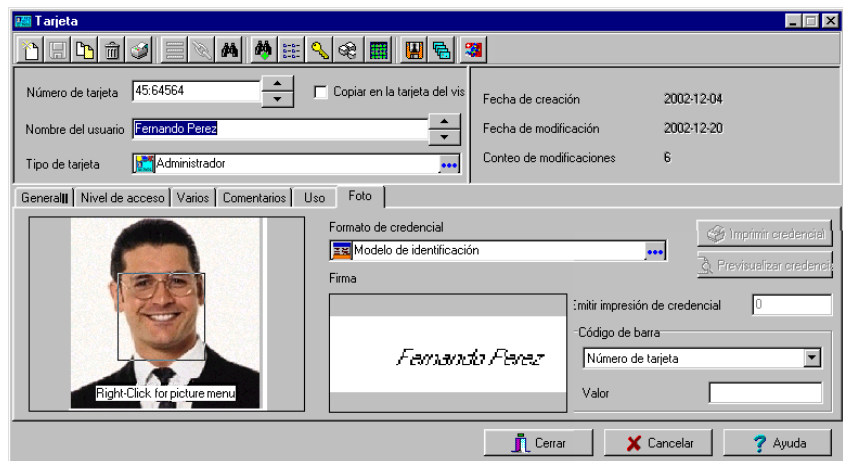 Tarjeta
Número de tarjeta 45:64564 Copiar en la tarjeta del vis
Nombre del usuario Fernando Perez
Tipo de tarjeta Administrador
Fecha de creación 2002-12-04
Fecha de modificación 2002-12-20
Conteo de modificaciones 6
General Nivel de acceso Varios Comentarios Uso Foto
Right-Click for picture menu
Formato de credencial
Modelo de identificación
Firma
Fernando Perez
Imprimir credencial
Previsualizar credencia
Emitir impresión de credencial 0
Código de barra
Número de tarjeta
Valor
Cerrar Cancelar Ayuda